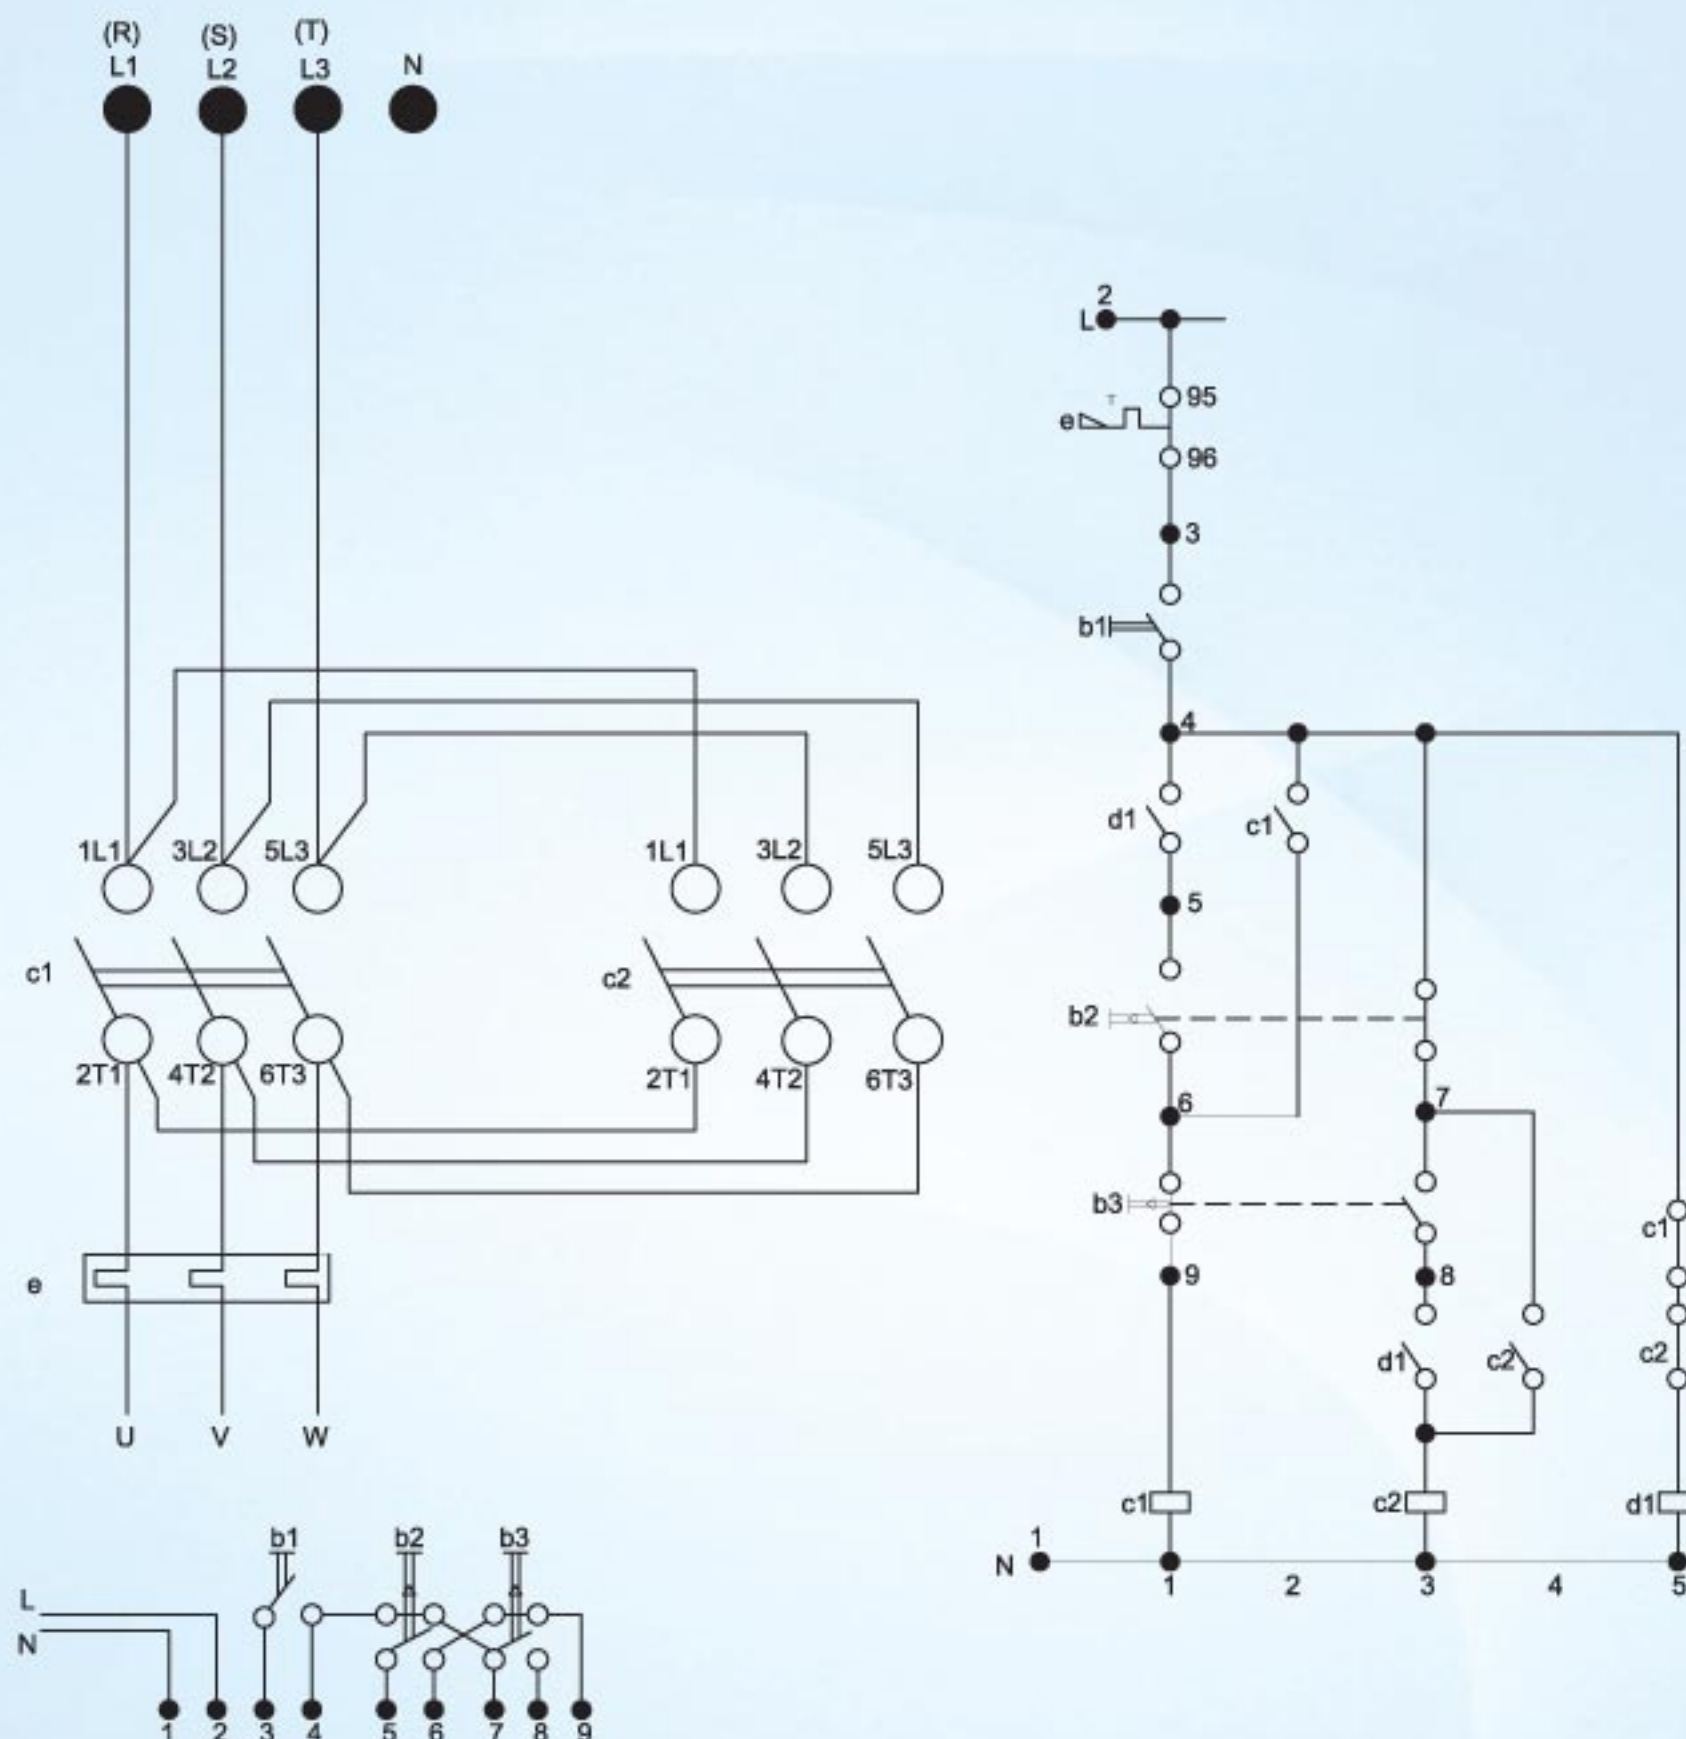 (R) (S) (T)
L1 L2 L3 N
2
L
95
T
e
96
3
b1
4
d1 c1
1L1 3L2 5L3 1L1 3L2 5L3
5
c1 c2
b2
2T1 4T2 6T3 2T1 4T2 6T3
6 7
b3
c1
9 8
e
d1 c2 c2
U V W
c1 c2 d1
b1 b2 b3
1
N
1 2 3 4 5
L
N
1 2 3 4 5 6 7 8 9